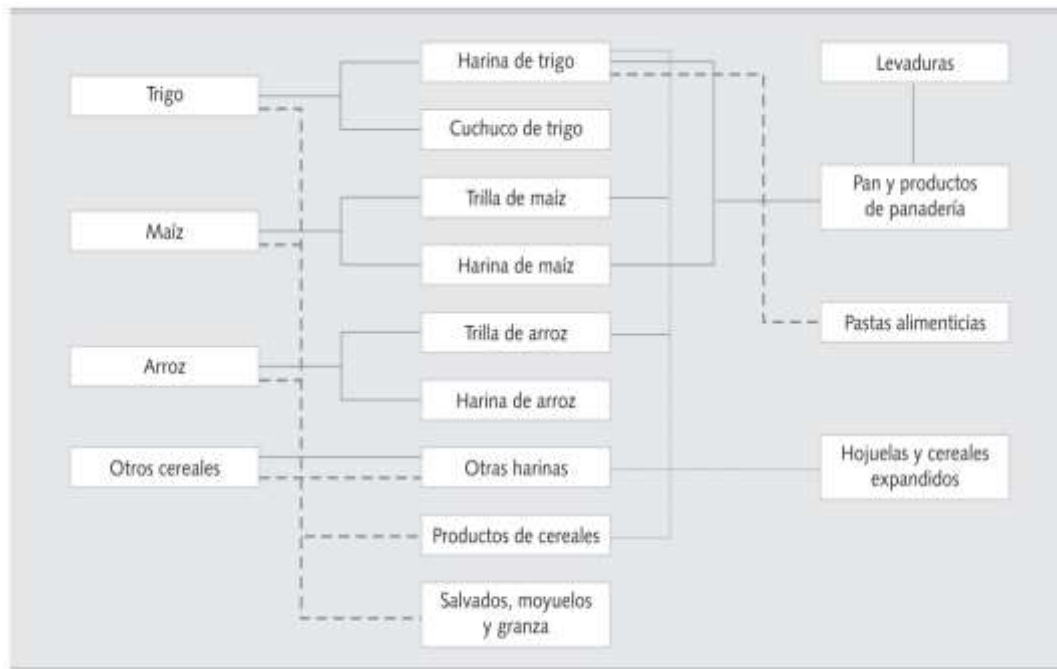 Trigo
Maíz
Arroz
Otros cereales
Harina de trigo
Cuchuco de trigo
Trilla de maíz
Harina de maíz
Trilla de arroz
Harina de arroz
Otras harinas
Productos de cereales
Salvados, moyuelos
y granza
Levaduras
Pan y productos
de panadería
Pastas alimenticias
Hojuelas y cereales
expandidos